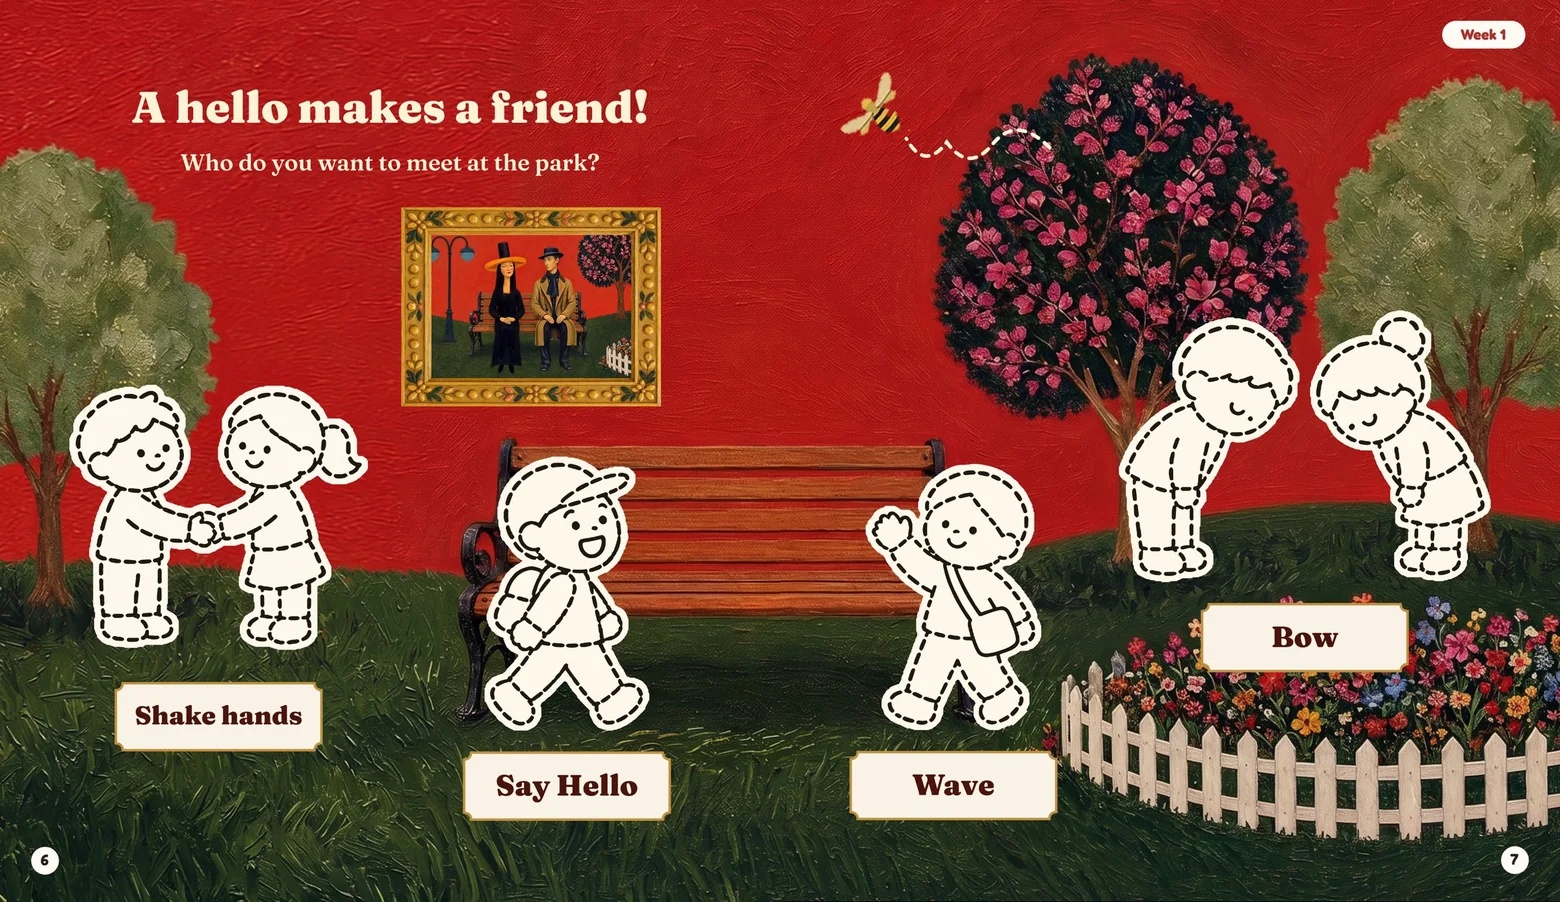 Week 1
A hello makes a friend!
Who do you want to meet at the park?
Shake hands
Say Hello
Wave
Bow
6
7